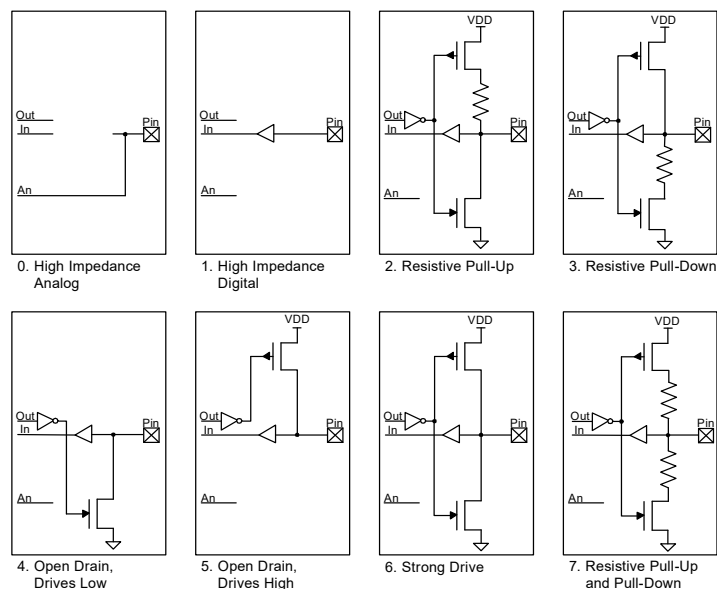 VDD
VDD
Out
In
Pin
An
0. High Impedance
Analog
Out
In
Pin
An
1. High Impedance
Digital
Out
In
Pin
An
2. Resistive Pull-Up
Out
In
Pin
An
3. Resistive Pull-Down
VDD
VDD
VDD
Out
In
Pin
An
4. Open Drain,
Drives Low
Out
In
Pin
An
5. Open Drain,
Drives High
Out
In
Pin
An
6. Strong Drive
Out
In
Pin
An
7. Resistive Pull-Up
and Pull-Down